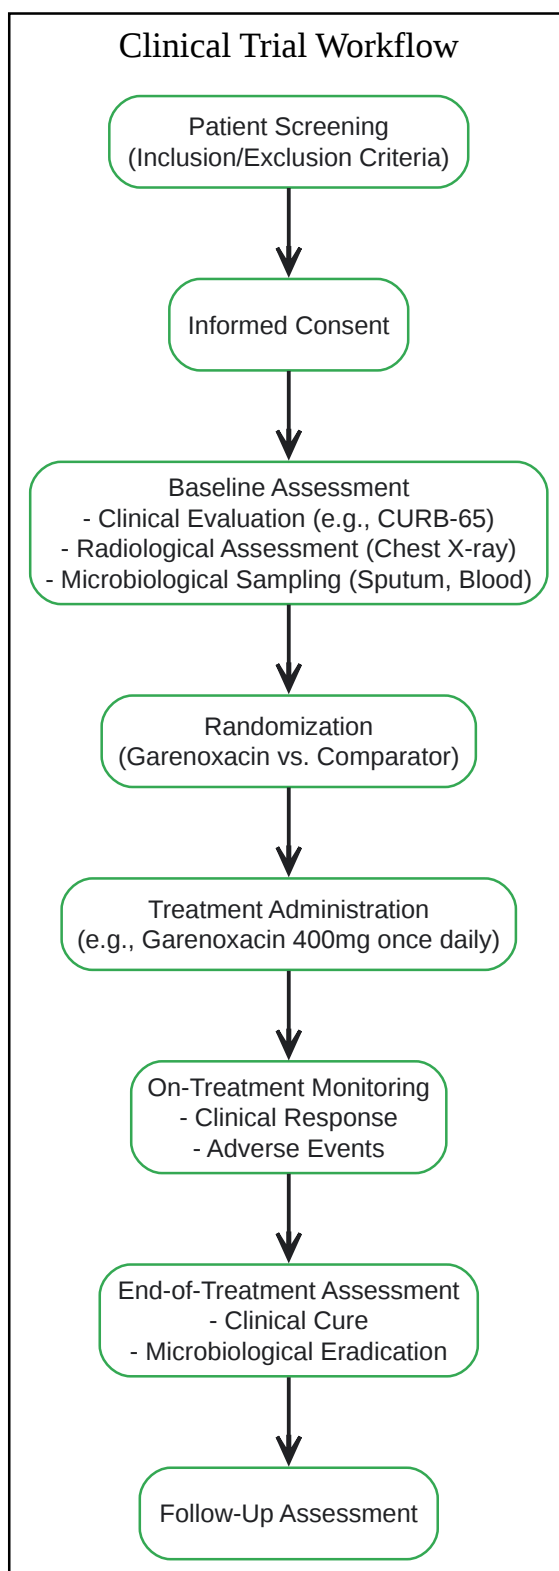 Clinical Trial Workflow
Patient Screening
(Inclusion/Exclusion Criteria)
Informed Consent
Baseline Assessment
- Clinical Evaluation (e.g., CURB-65)
- Radiological Assessment (Chest X-ray)
- Microbiological Sampling (Sputum, Blood)
Randomization
(Garenoxacin vs. Comparator)
Treatment Administration
(e.g., Garenoxacin 400mg once daily)
On-Treatment Monitoring
- Clinical Response
- Adverse Events
End-of-Treatment Assessment
- Clinical Cure
- Microbiological Eradication
Follow-Up Assessment